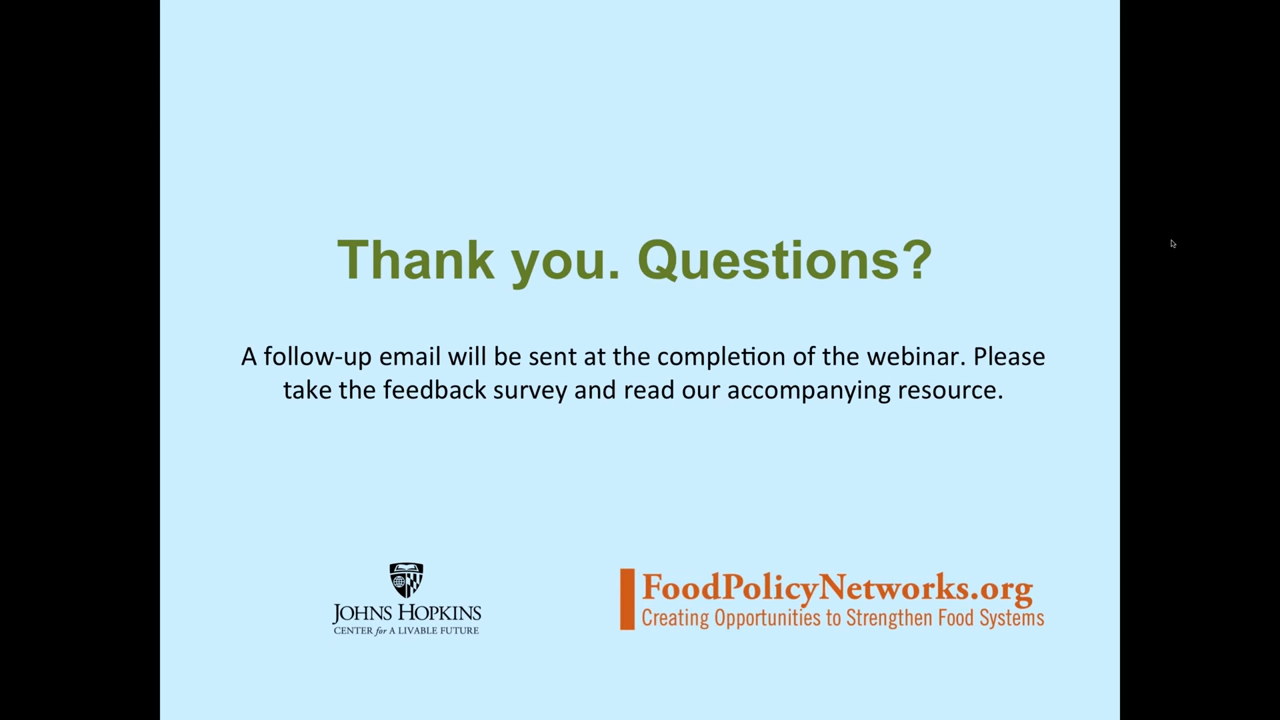 Thank you. Questions?
A follow-up email will be sent at the completion of the webinar. Please
take the feedback survey and read our accompanying resource.
JOHNS HOPKINS
CENTER for A LIVABLE FUTURE
FoodPolicyNetworks.org
Creating Opportunities to Strengthen Food Systems